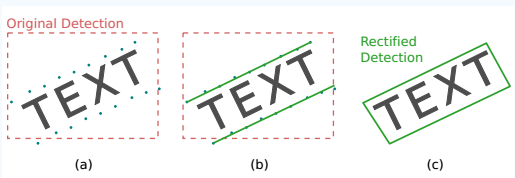 Original Detection
TEXT
TEXT
Rectified
Detection
TEXT
(a)
(b)
(c)